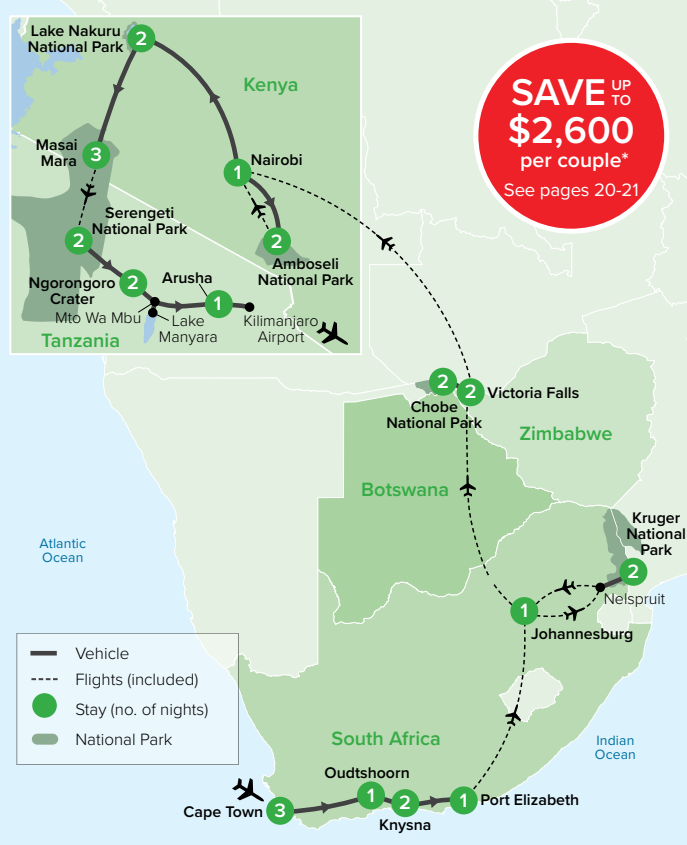 Lake Nakuru
National Park
2
Kenya
SAVE UP
TO
$2,600
per couple*
See pages 20-21
Masai
Mara
3
Nairobi
1
Serengeti
National Park
2
2
Amboseli
National Park
Ngorongoro
Crater
2
Arusha
1
Mto Wa Mbu
Lake
Manyara
Kilimanjaro
Airport
Tanzania
2
2
Victoria Falls
Chobe
National Park
Zimbabwe
Botswana
Kruger
National
Park
2
Atlantic
Ocean
Nelspruit
1
Johannesburg
Vehicle
Flights (included)
Stay (no. of nights)
National Park
South Africa
Indian
Ocean
Oudtshoorn
Cape Town
3
1
2
1
Port Elizabeth
Knysna